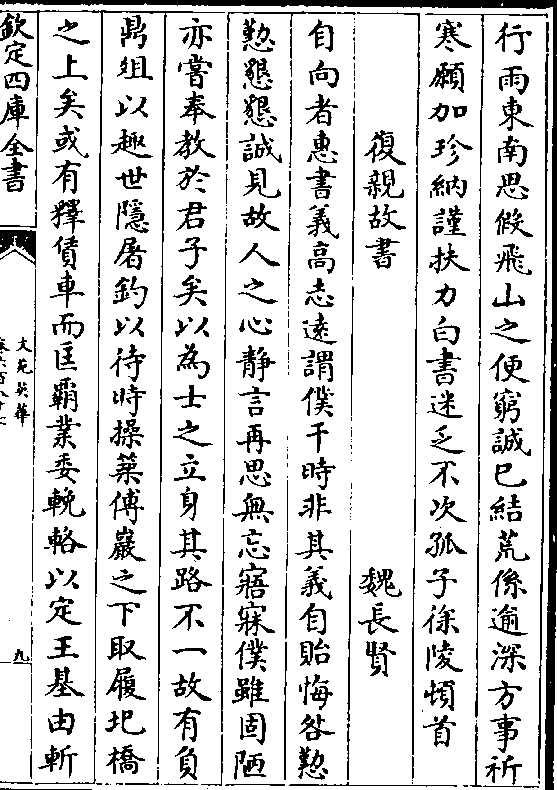 行雨東南思假飛山之便窮誠已結荒係逾深方事祈
寒願加珍納謹扶力白書迷乏不次孤子徐陵頓首
復親故書 魏長賢
自向者惠書義高志遠謂僕干時非其義自貽悔咎懃
懃懇懇誠見故人之心靜言再思無忘寤寐僕雖固陋
亦嘗奉教於君子矣以為士之立身其路不一故有負
鼎俎以趣世隱屠釣以待時操築傅巖之下取履圯橋
之上矣或有釋賃車而匡霸業委輓輅以定王基由斬
欽定四庫全書
文苑英華
卷六百八十七
九